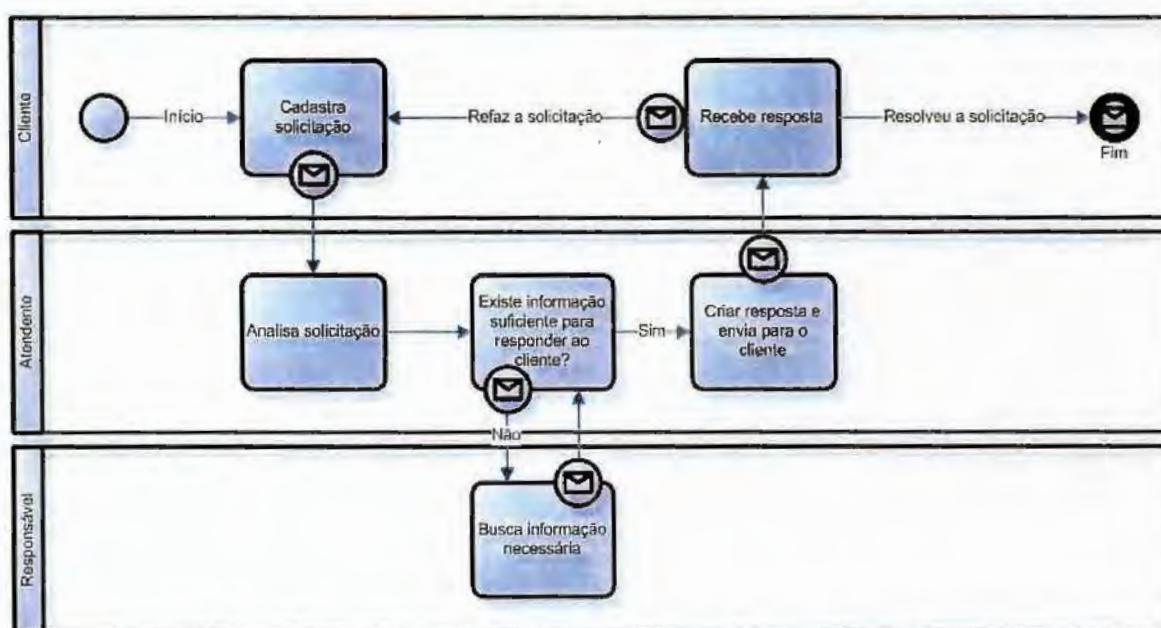 Cliente
Início
Cadastra
solicitação
Refaz a solicitação
Recebe resposta
Resolveu a solicitação
Fim
Atendente
Analisa solicitação
Existe informação
suficiente para
responder ao
cliente?
Sim
Criar resposta e
envia para o
cliente
Não
Responsável
Busca informação
necessária